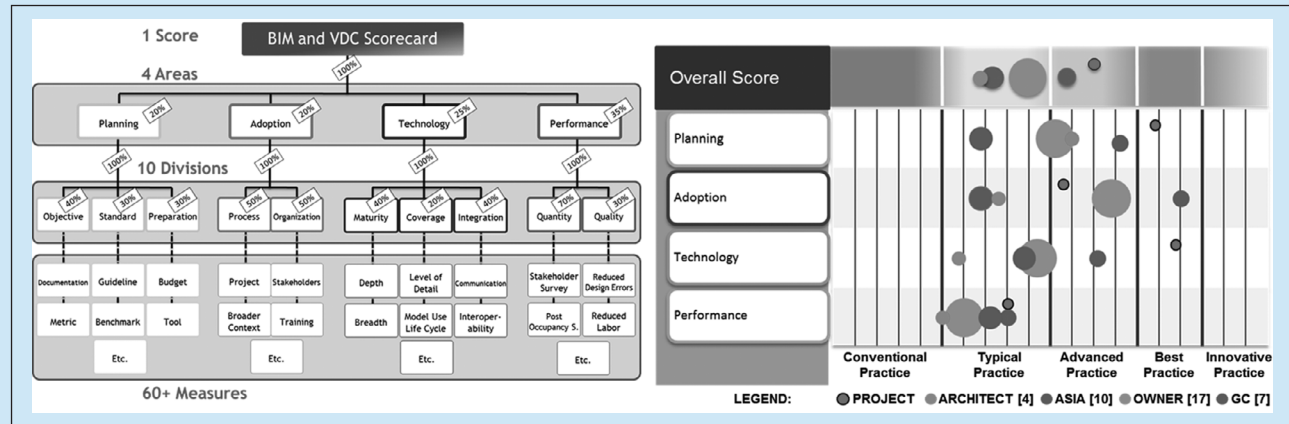 1 Score
BIM and VDC Scorecard
100%
4 Areas
Planning
20%
Adoption
20%
Technology
25%
Performance
35%
100%
100%
100%
100%
10 Divisions
Objective
40%
Standard
30%
Preparation
30%
Process
50%
Organization
50%
Maturity
40%
Coverage
20%
Integration
40%
Quantity
70%
Quality
30%
Documentation
Guideline
Budget
Project
Stakeholders
Depth
Level of
Detail
Communication
Stakeholder
Survey
Reduced
Design Errors
Metric
Benchmark
Tool
Broader
Context
Training
Breadth
Model Use
Life Cycle
Interoper-
ability
Post
Occupancy S.
Reduced
Labor
Etc.
Etc.
Etc.
Etc.
60+ Measures
Overall Score
Planning
Adoption
Technology
Performance
Conventional
Practice
Typical
Practice
Advanced
Practice
Best
Practice
Innovative
Practice
LEGEND:
PROJECT
ARCHITECT [4]
ASIA [10]
OWNER [17]
GC [7]